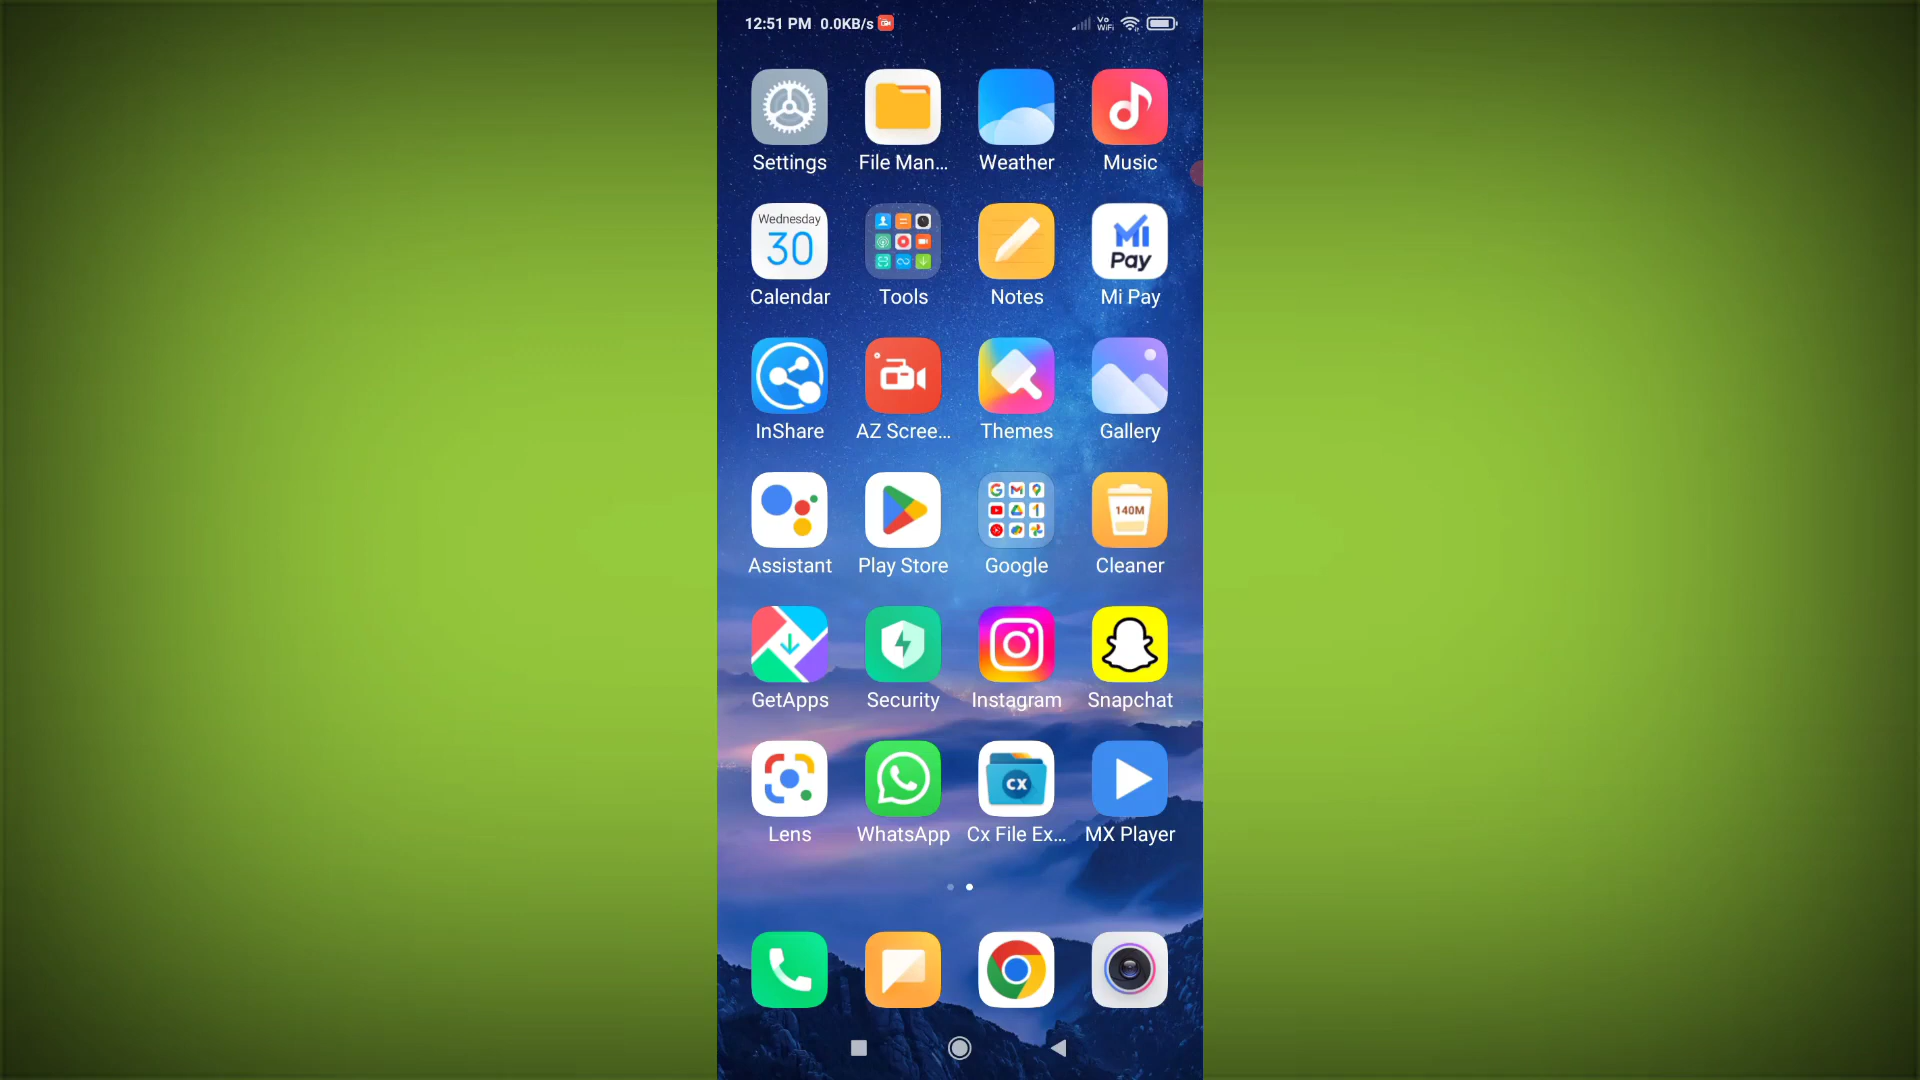 12:51 PM 0.0KB/s
Vo
WiFi
Settings
File Man...
Weather
Music
Wednesday
30
Mi
Pay
Calendar
Tools
Notes
Mi Pay
InShare
AZ Scree...
Themes
Gallery
140M
Assistant
Play Store
Google
Cleaner
GetApps
Security
Instagram
Snapchat
CX
Lens
WhatsApp
Cx File Ex...
MX Player